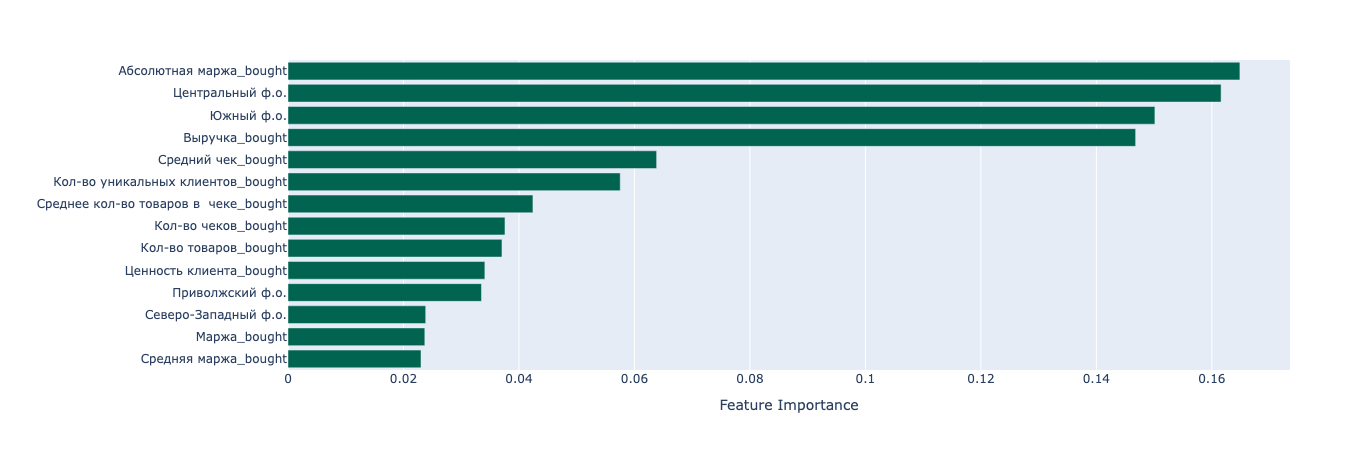 Абсолютная маржа_bought
Центральный ф.о.
Южный ф.о.
Выручка_bought
Средний чек_bought
Кол-во уникальных клиентов_bought
Среднее кол-во товаров в  чеке_bought
Кол-во чеков_bought
Кол-во товаров_bought
Ценность клиента_bought
Приволжский ф.о.
Северо-Западный ф.о.
Маржа_bought
Средняя маржа_bought
0 0.02 0.04 0.06 0.08 0.1 0.12 0.14 0.16
Feature Importance